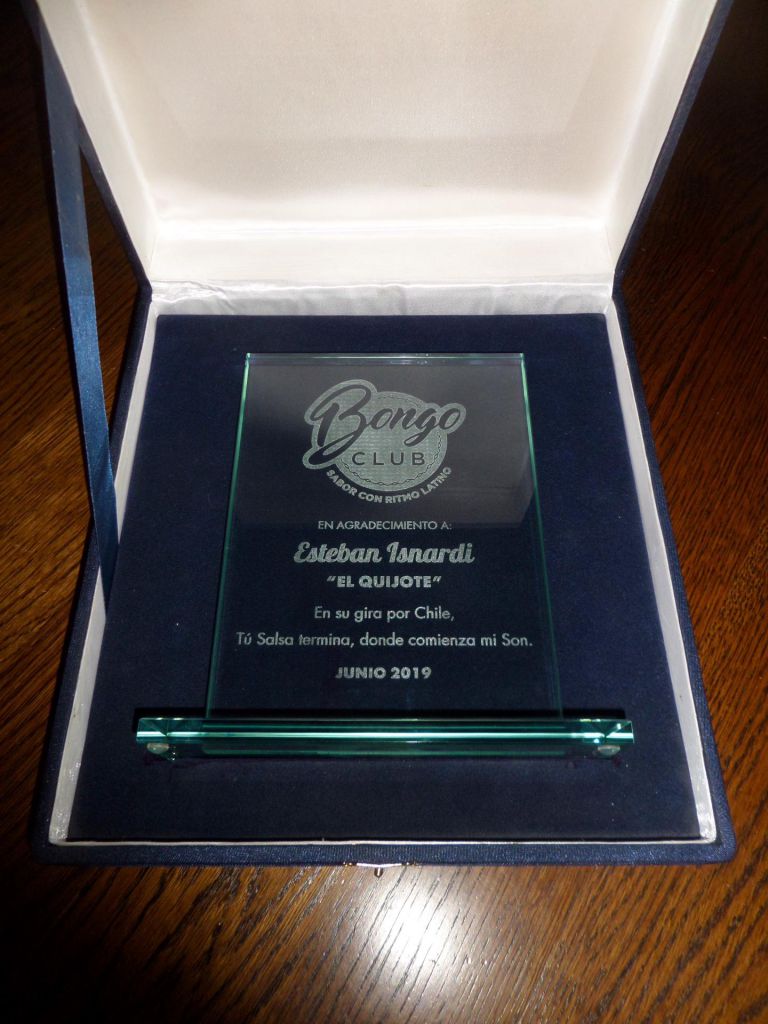 Bongo
CLUB
SABOR CON RITMO LATINO
EN AGRADECIMIENTO A:
Esteban Isnardi
"EL QUIJOTE"
En su gira por Chile,
Tú Salsa termina, donde comienza mi Son.
JUNIO 2019